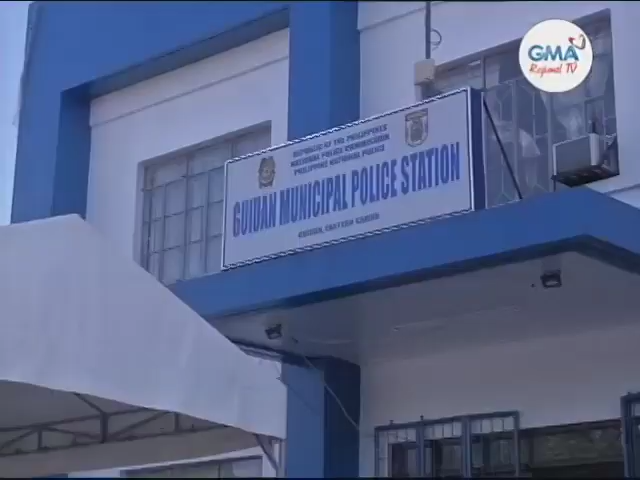 GMA
Regional TV
REPUBLIC OF THE PHILIPPINES
NATIONAL POLICE COMMISSION
PHILIPPINE NATIONAL POLICE
GUIUAN MUNICIPAL POLICE STATION
GUIUAN, EASTERN SAMAR